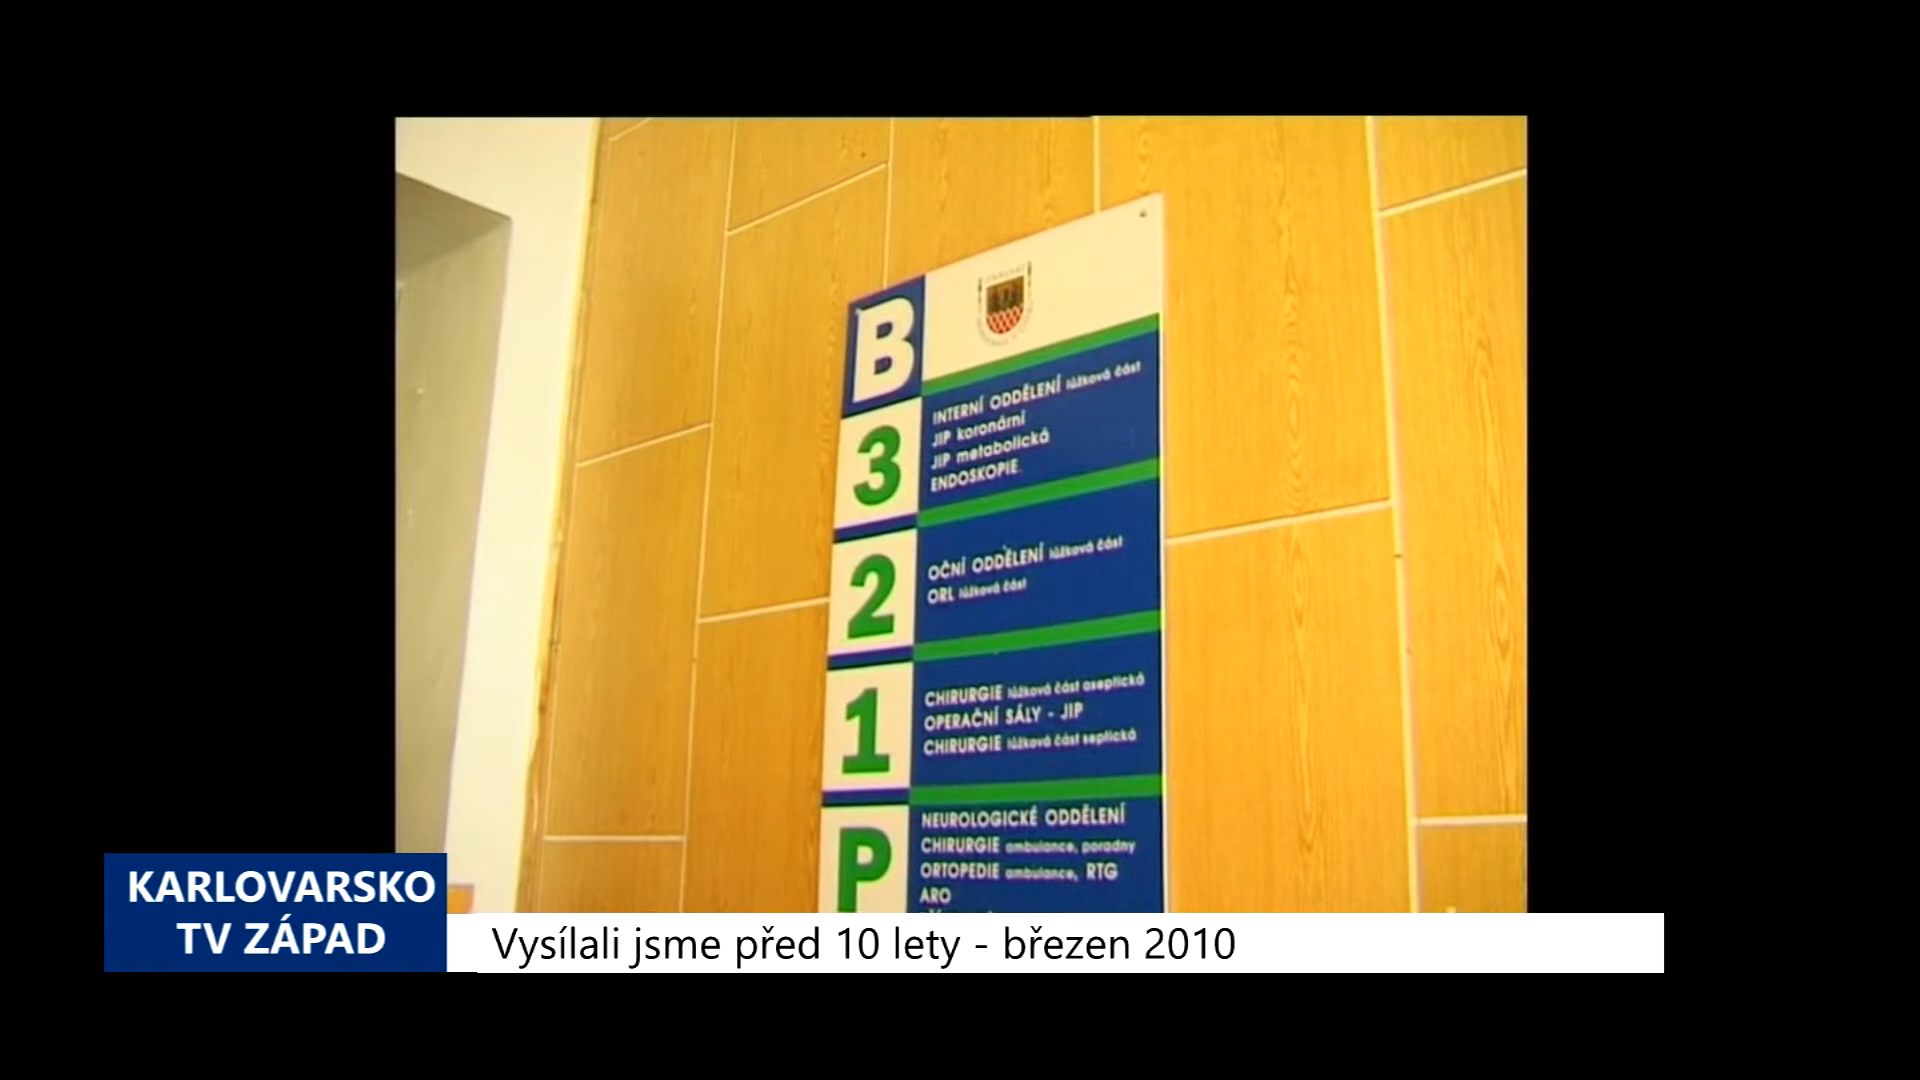 B
3
INTERNÍ ODDĚLENÍ lůžková část
JIP koronární
JIP metabolická
ENDOSKOPIE
2
OČNÍ ODDĚLENÍ lůžková část
ORL lůžková část
1
CHIRURGIE lůžková část aseptická
OPERAČNÍ SÁLY - JIP
CHIRURGIE lůžková část septická
P
NEUROLOGICKÉ ODDĚLENÍ
CHIRURGIE ambulance, poradny
ORTOPEDIE ambulance, RTG
ARO
KARLOVARSKO
TV ZÁPAD
Vysílali jsme před 10 lety - březen 2010